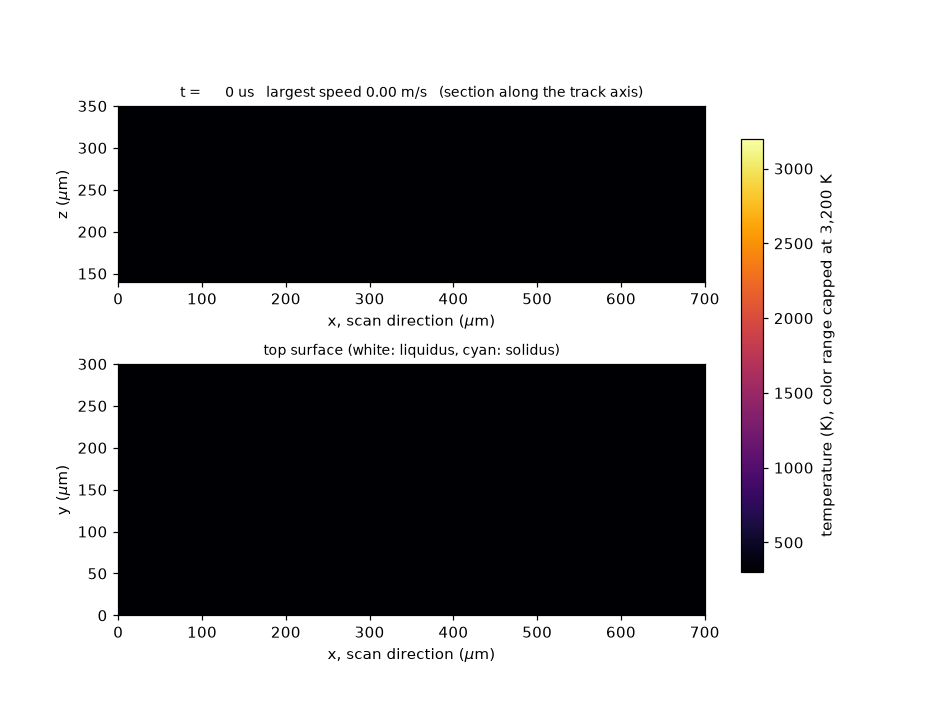 t = 0 us largest speed 0.00 m/s (section along the track axis)
350
300
250
200
150
z (μm)
0 100 200 300 400 500 600 700
x, scan direction (μm)
top surface (white: liquidus, cyan: solidus)
300
250
200
150
100
50
0
y (μm)
0 100 200 300 400 500 600 700
x, scan direction (μm)
3000
2500
2000
1500
1000
500
temperature (K), color range capped at 3,200 K